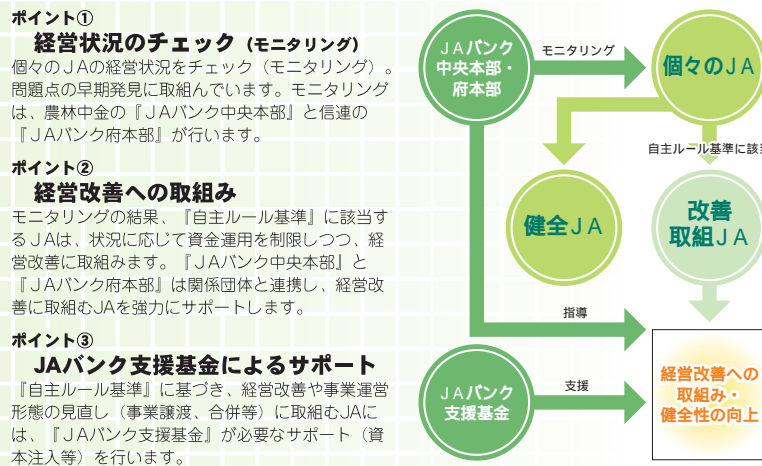 ポイント①
経営状況のチェック（モニタリング）
個々のＪＡの経営状況をチェック（モニタリング）。
問題点の早期発見に取組んでいます。モニタリング
は、農林中金の『ＪＡバンク中央本部』と信連の
『ＪＡバンク府本部』が行います。
ポイント②
経営改善への取組み
モニタリングの結果、『自主ルール基準』に該当す
るＪＡは、状況に応じて資金運用を制限しつつ、経
営改善に取組みます。『ＪＡバンク中央本部』と
『ＪＡバンク府本部』は関係団体と連携し、経営改
善に取組むJAを強力にサポートします。
ポイント③
JAバンク支援基金によるサポート
『自主ルール基準』に基づき、経営改善や事業運営
形態の見直し（事業譲渡、合併等）に取組むJAに
は、『ＪＡバンク支援基金』が必要なサポート（資
本注入等）を行います。
ＪＡバンク
中央本部・
府本部
モニタリング
個々のＪＡ
自主ルール基準に該
健全ＪＡ
改善
取組ＪＡ
指導
ＪＡバンク
支援基金
支援
経営改善への
取組み・
健全性の向上